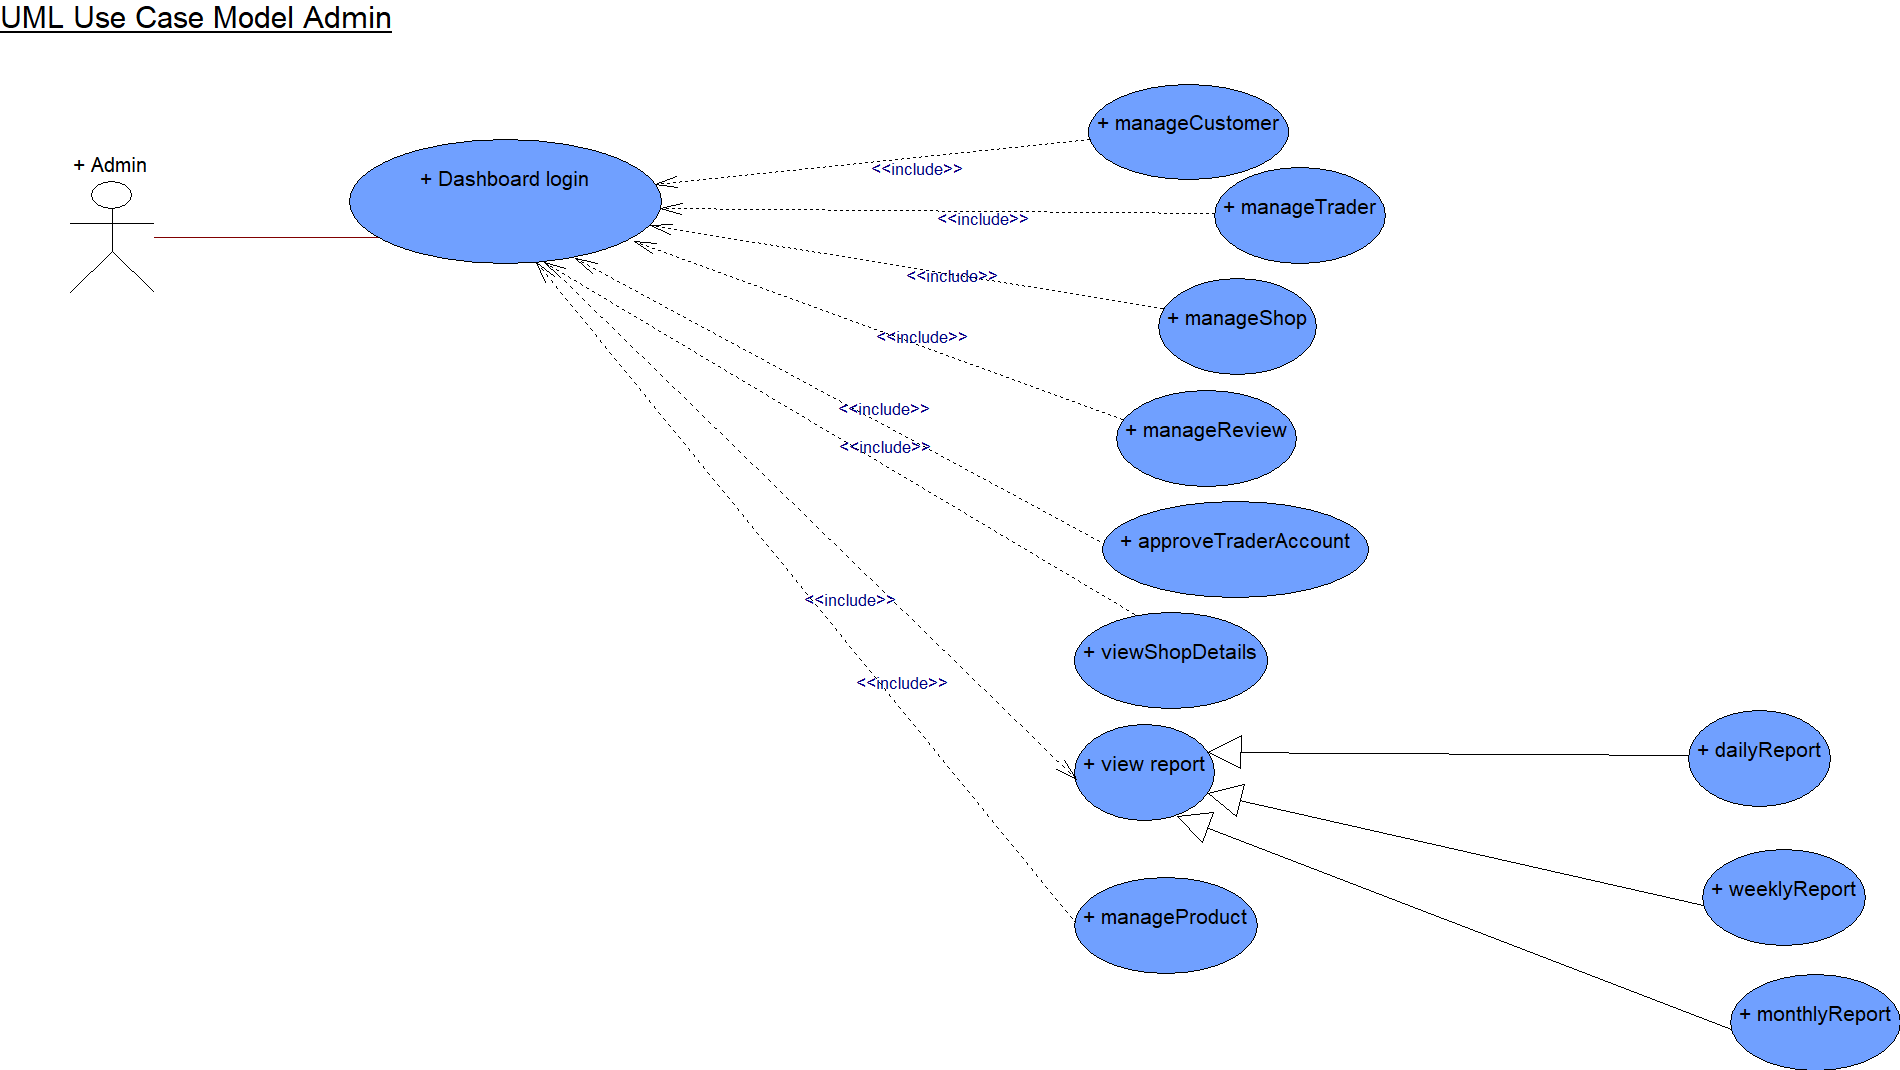 UML Use Case Model Admin
+ Admin
+ Dashboard login
+ manageCustomer
<<include>>
+ manageTrader
<<include>>
+ manageShop
<<include>>
+ manageReview
<<include>>
+ approveTraderAccount
<<include>>
<<include>>
+ viewShopDetails
<<include>>
+ view report
<<include>>
+ manageProduct
+ dailyReport
+ weeklyReport
+ monthlyReport